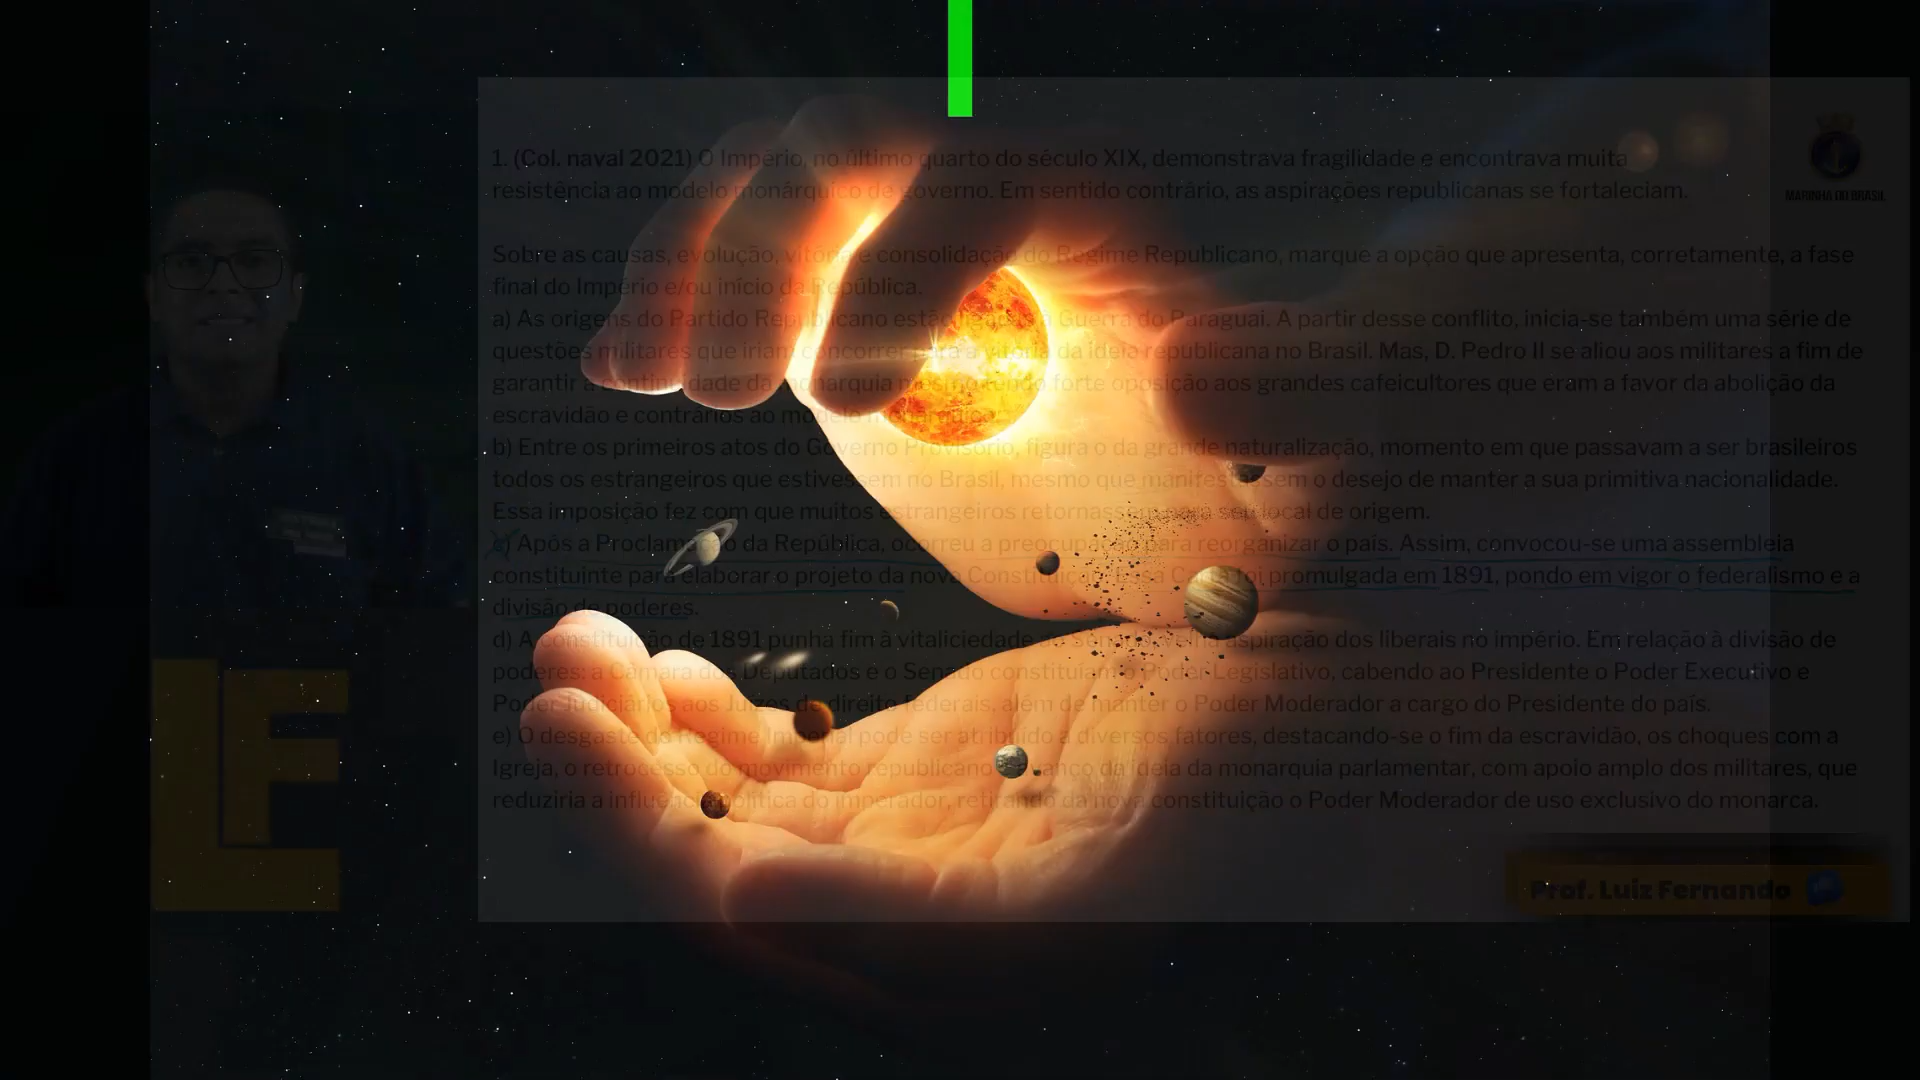 1. (Col. naval 2021) O Império, no último quarto do século XIX, demonstrava fragilidade e encontrava muita
resistência ao modelo monárquico de governo. Em sentido contrário, as aspirações republicanas se fortaleciam.
MARINHA DO BRASIL
Sobre as causas, evolução, vitória e consolidação do Regime Republicano, marque a opção que apresenta, corretamente, a fase
final do Império e/ou início da República.
a) As origens do Partido Republicano estão a Guerra do Paraguai. A partir desse conflito, inicia-se também uma série de
questões militares que iriam concorrer a vitória da ideia republicana no Brasil. Mas, D. Pedro II se aliou aos militares a fim de
garantir a continuidade da monarquia mesmo tendo forte oposição aos grandes cafeicultores que eram a favor da abolição da
escravidão e contrários ao modelo
b) Entre os primeiros atos do Governo Provisório, figura o da grande naturalização, momento em que passavam a ser brasileiros
todos os estrangeiros que estivessem no Brasil, mesmo que manifestassem o desejo de manter a sua primitiva nacionalidade.
Essa imposição fez com que muitos estrangeiros retornassem local de origem.
c) Após a Proclamação da República, ocorreu a preocupação para reorganizar o país. Assim, convocou-se uma assembleia
constituinte para elaborar o projeto da nova Constituição. Essa Carta foi promulgada em 1891, pondo em vigor o federalismo e a
divisão de poderes.
d) A constituição de 1891 punha fim à vitaliciedade aspiração dos liberais no império. Em relação à divisão de
poderes: a Câmara dos Deputados e o Senado constituíam o Poder Legislativo, cabendo ao Presidente o Poder Executivo e
Poder Judiciário aos Juízes de direito federais, além de manter o Poder Moderador a cargo do Presidente do país.
e) O desgaste do Regime Imperial pode ser atribuído a diversos fatores, destacando-se o fim da escravidão, os choques com a
Igreja, o retrocesso do movimento republicano ideia da monarquia parlamentar, com apoio amplo dos militares, que
reduziria a influência política do imperador, retirando da nova constituição o Poder Moderador de uso exclusivo do monarca.
LF
Prof. Luiz Fernando